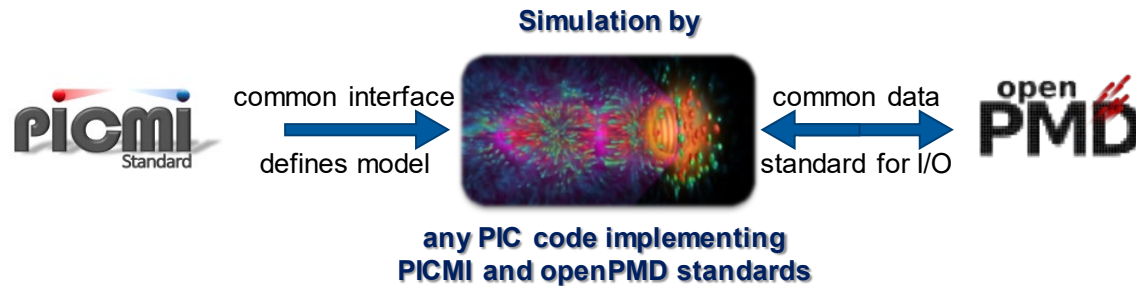 Simulation by
PICMI
Standard
common interface
defines model
common data
standard for I/O
open
PMD
any PIC code implementing
PICMI and openPMD standards